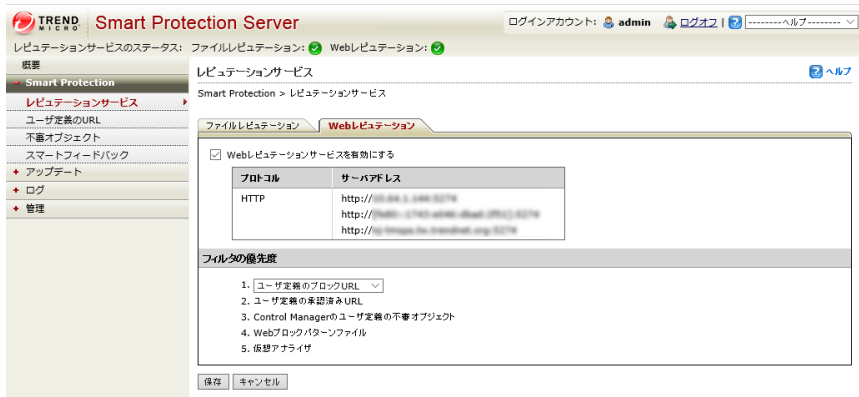 TREND MICRO Smart Protection Server
ログインアカウント: admin ログオフ | --------ヘルプ--------
レピュテーションサービスのステータス: ファイルレピュテーション: Webレピュテーション:
概要
Smart Protection
レピュテーションサービス
ユーザ定義のURL
不審オブジェクト
スマートフィードバック
+ アップデート
+ ログ
+ 管理
レピュテーションサービス
ヘルプ
Smart Protection > レピュテーションサービス
ファイルレピュテーション Webレピュテーション
Webレピュテーションサービスを有効にする
プロトコル サーバアドレス
HTTP http://
http://
http://
フィルタの優先度
1. ユーザ定義のブロックURL
2. ユーザ定義の承認済みURL
3. Control Managerのユーザ定義の不審オブジェクト
4. Webブロックパターンファイル
5. 仮想アナライザ
保存 キャンセル